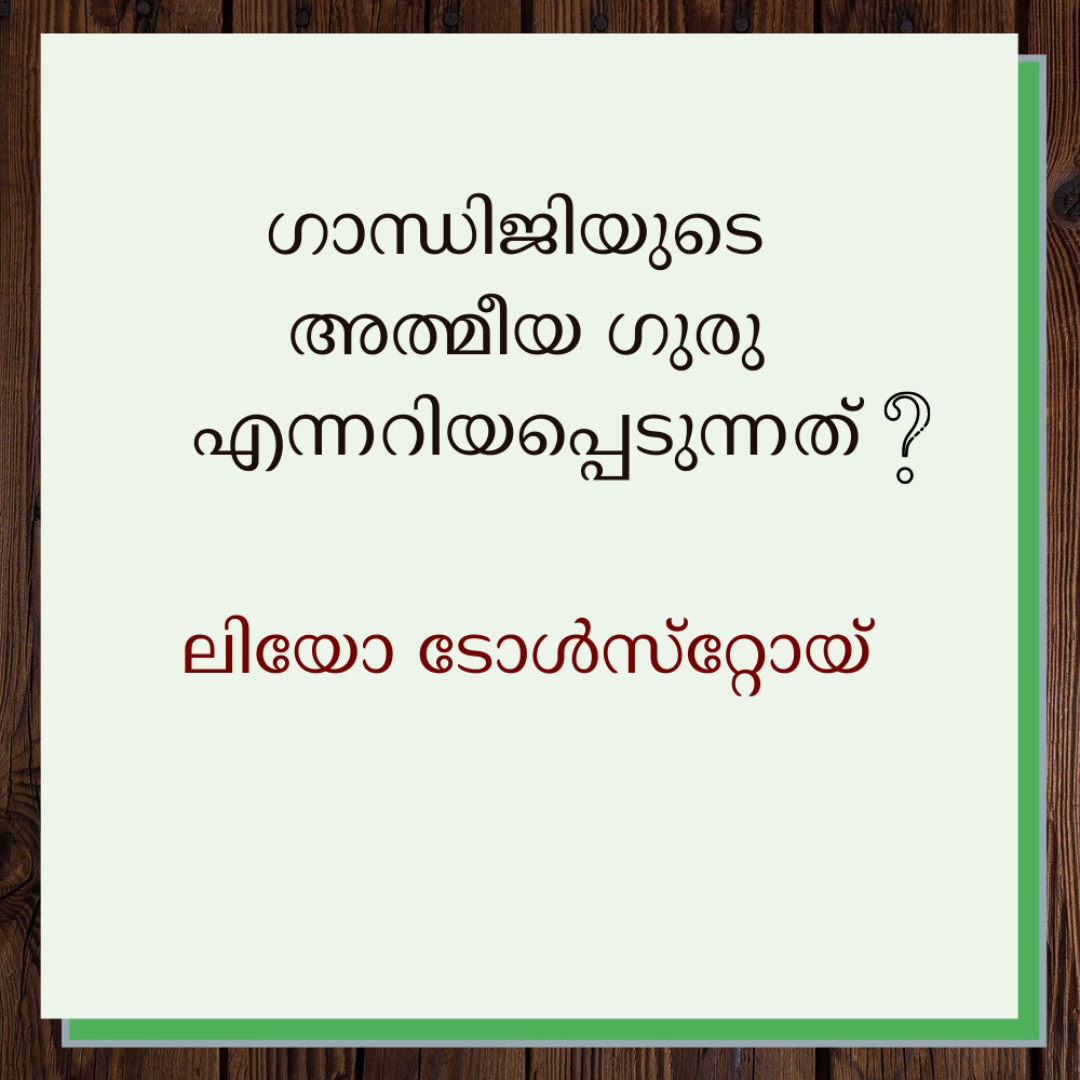 ഗാന്ധിജിയുടെ
അത്മീയ ഗുരു
എന്നറിയപ്പെടുന്നത് ?
ലിയോ ടോൾസ്റ്റോയ്